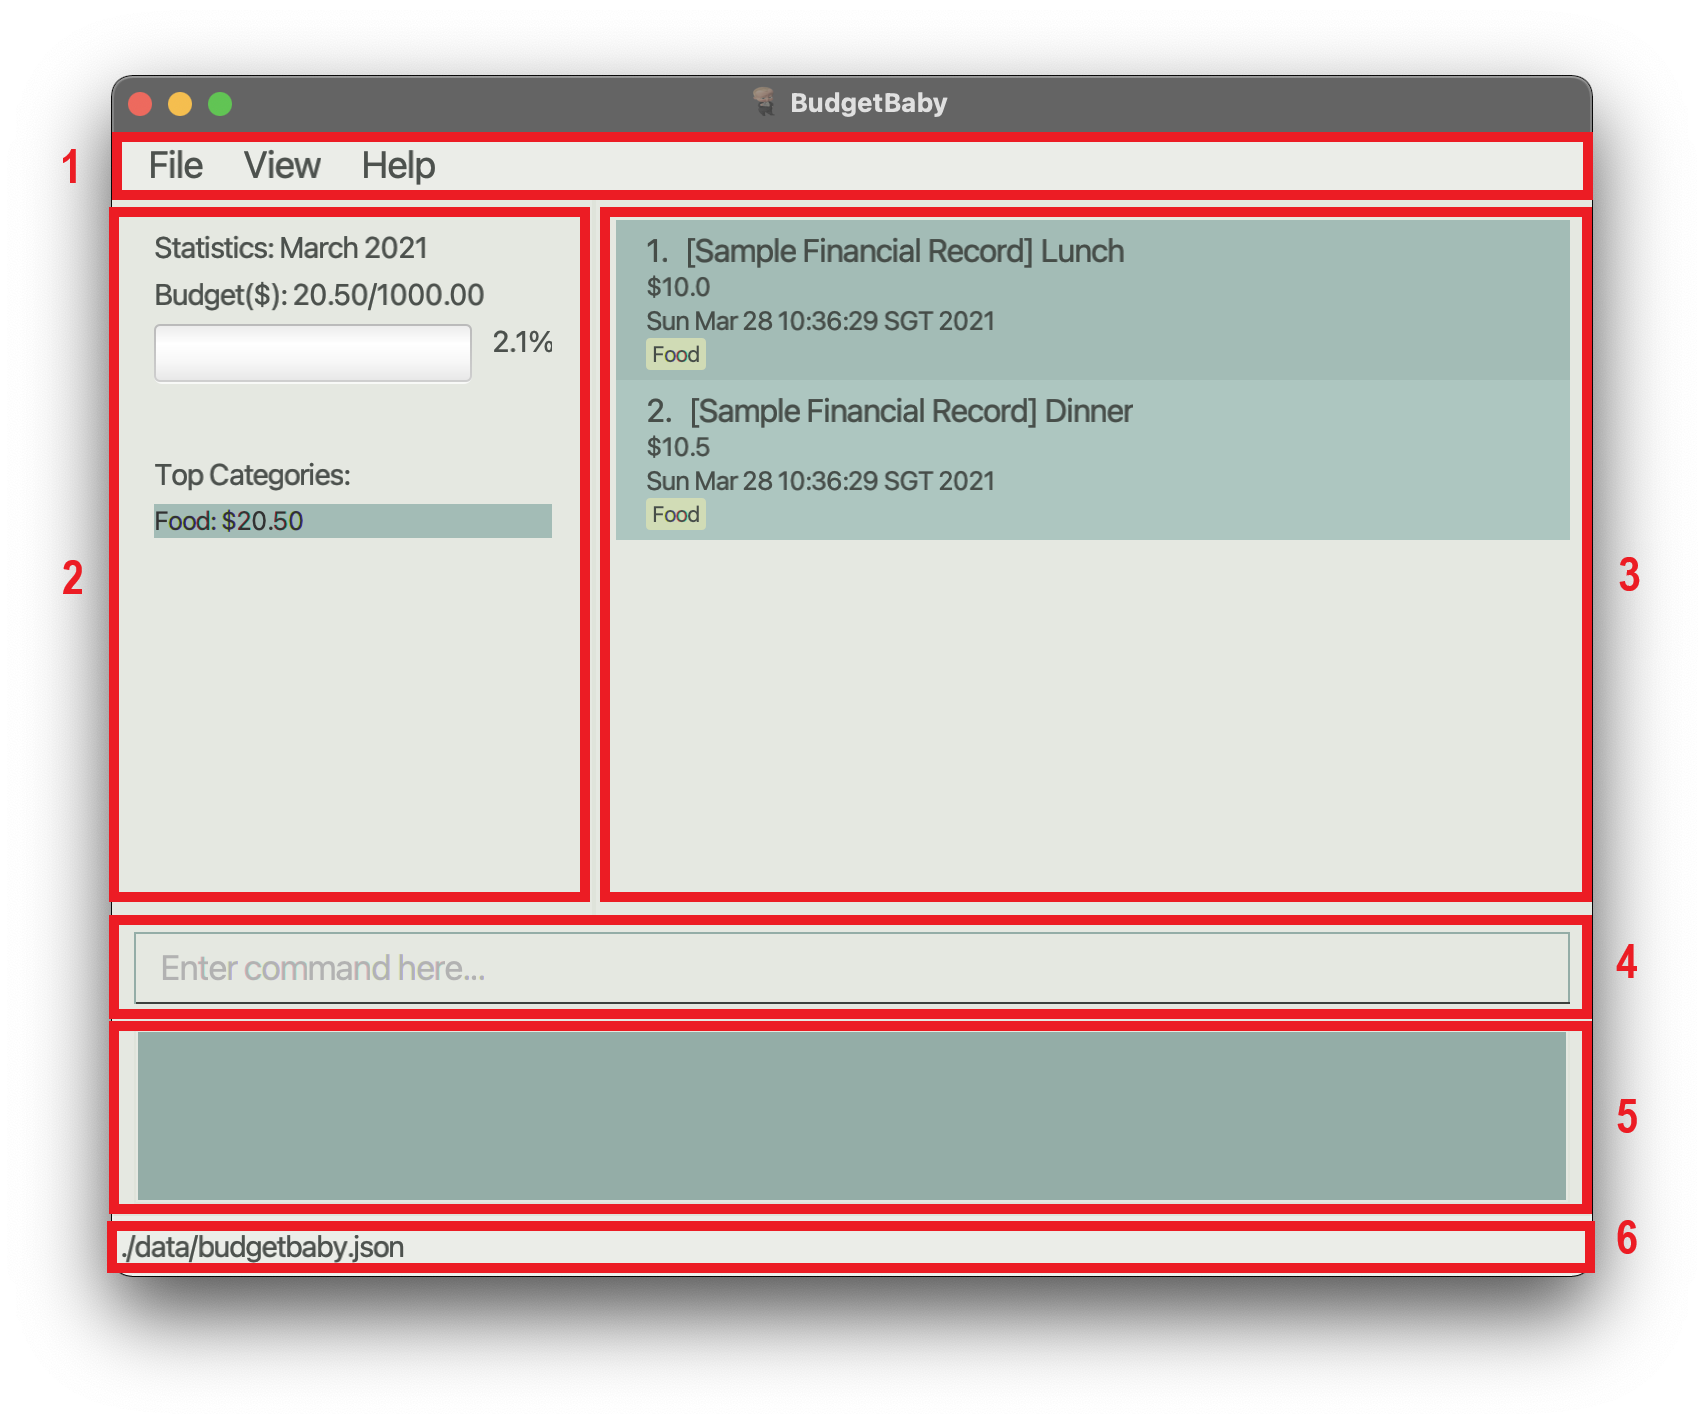 BudgetBaby
1
File View Help
2
Statistics: March 2021
Budget($): 20.50/1000.00
2.1%
Top Categories:
Food: $20.50
3
1. [Sample Financial Record] Lunch
$10.0
Sun Mar 28 10:36:29 SGT 2021
Food
2. [Sample Financial Record] Dinner
$10.5
Sun Mar 28 10:36:29 SGT 2021
Food
4
Enter command here...
5
6
./data/budgetbaby.json